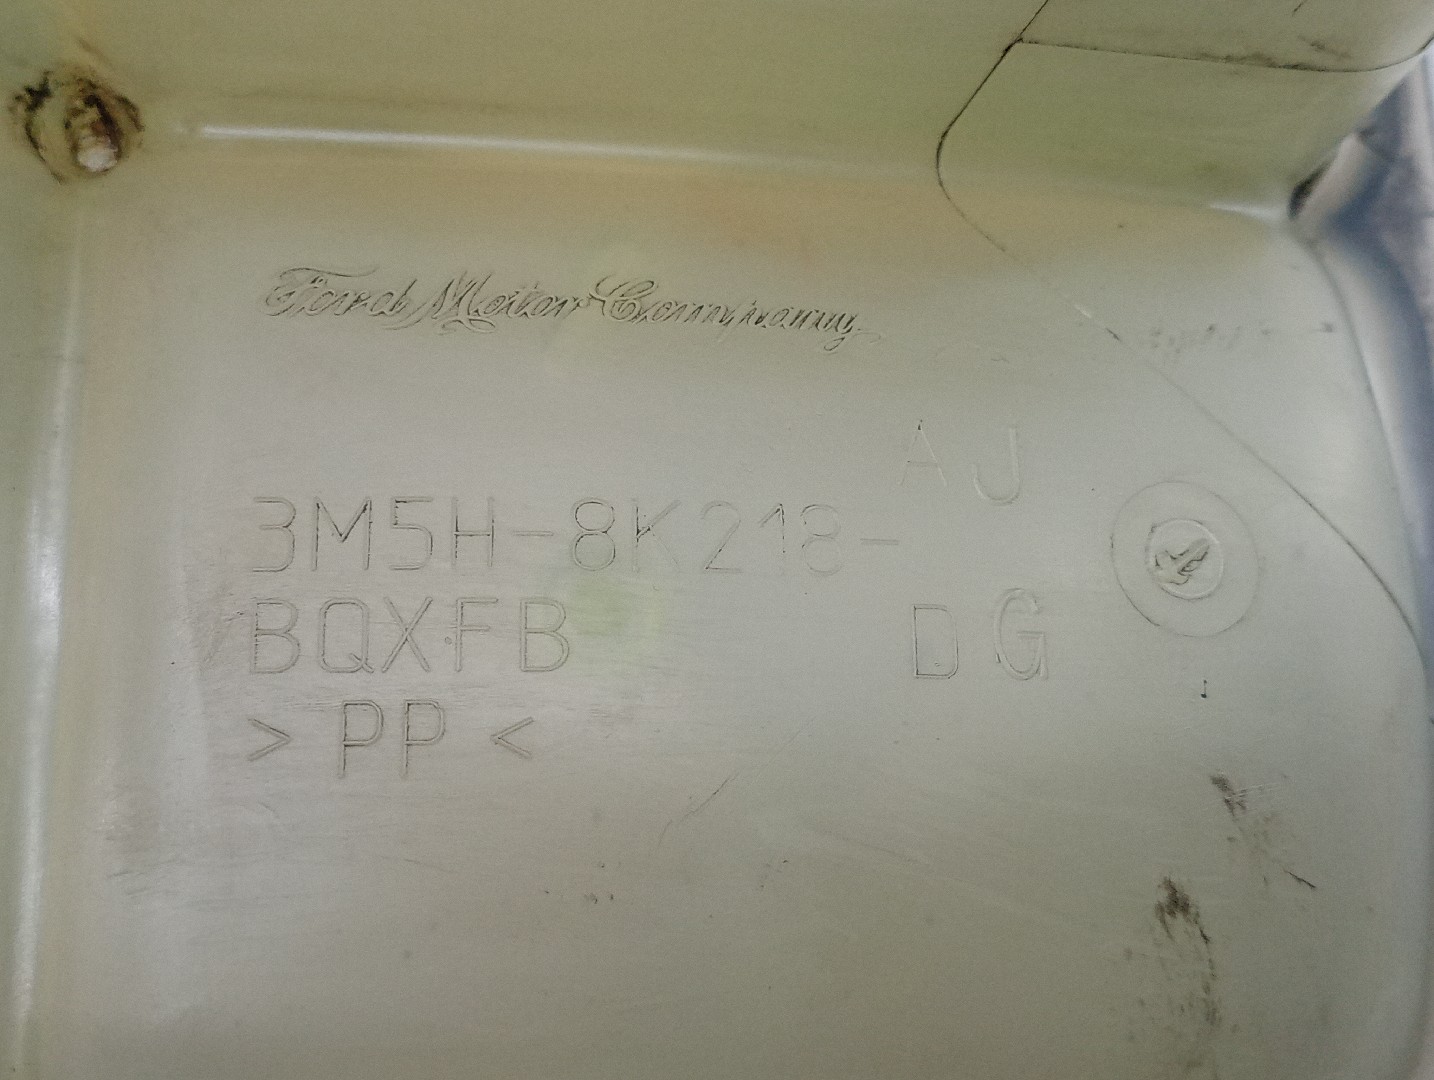 Ford Motor Company
AJ
3M5H-8K218-
BQXFB DG
> PP <